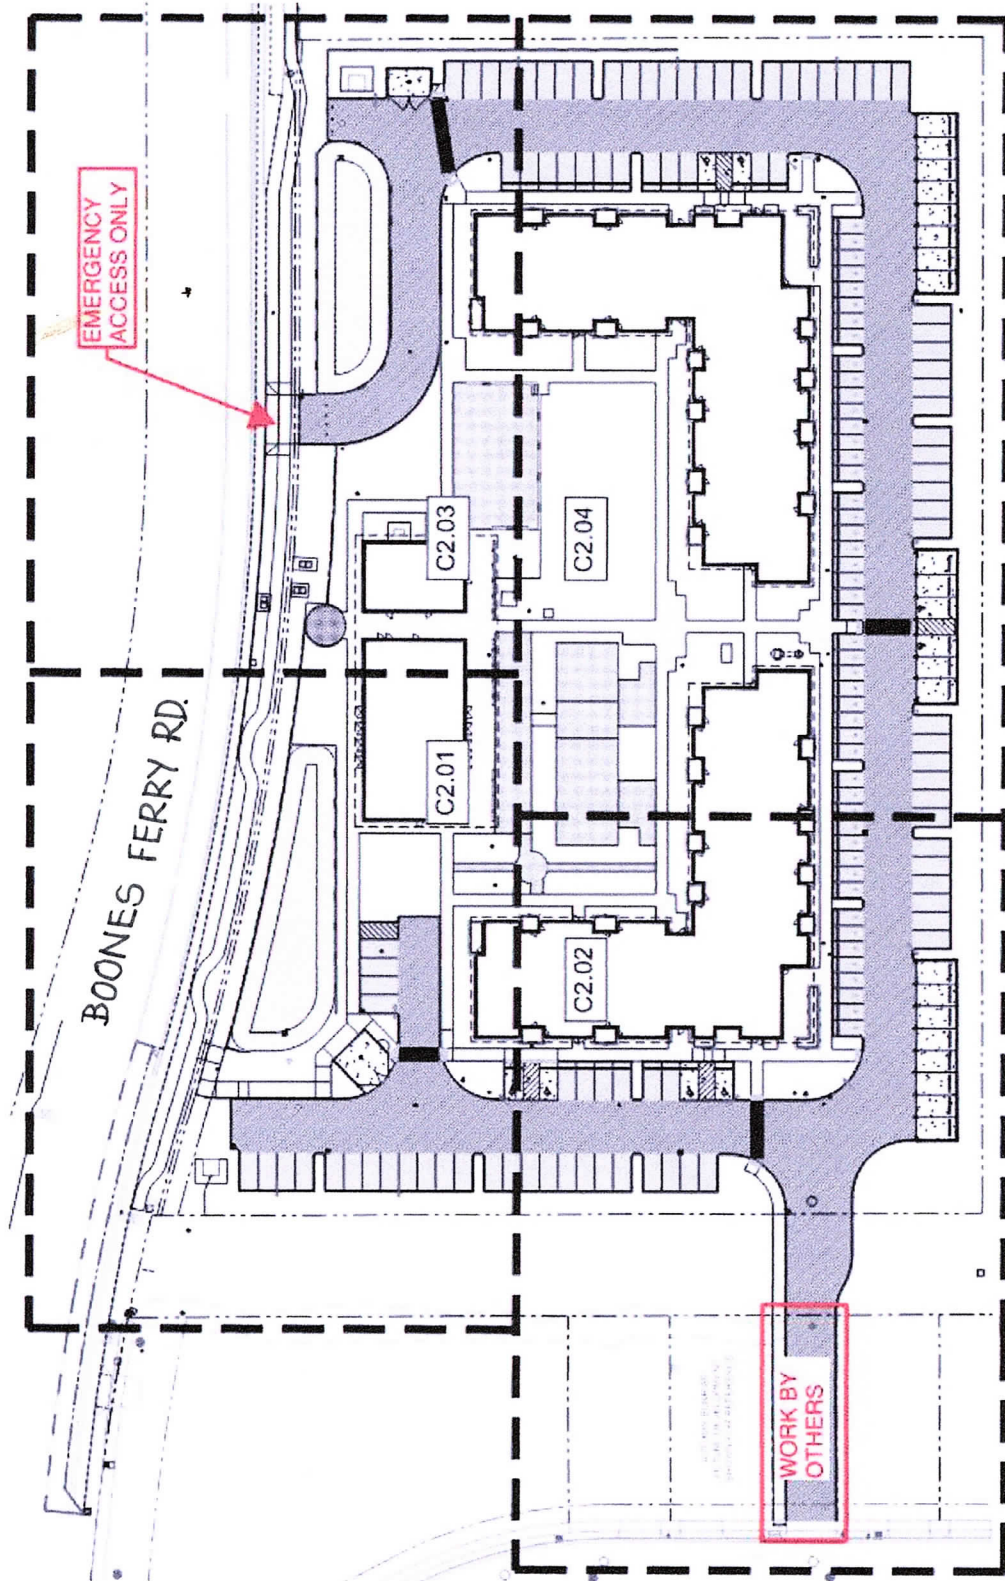 EMERGENCY
ACCESS ONLY
BOONES FERRY RD.
C2.03
C2.04
C2.01
C2.02
WORK BY
OTHERS